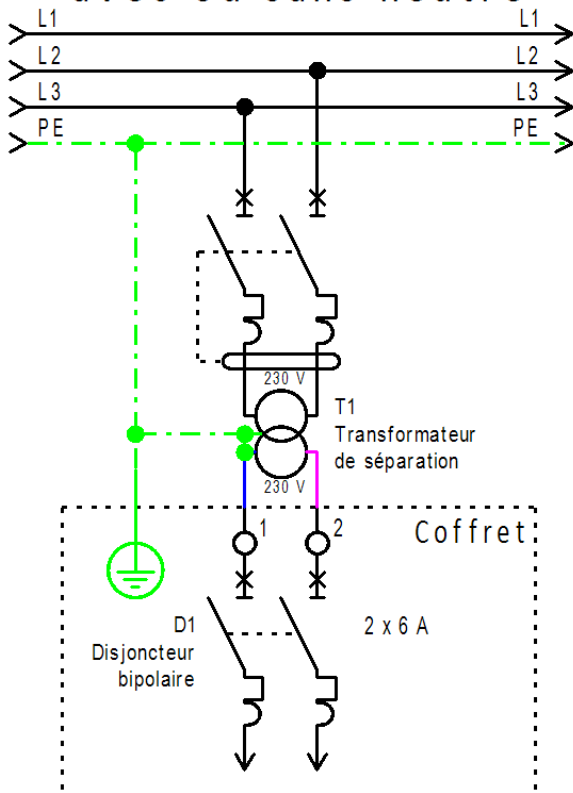 L1 L1
L2 L2
L3 L3
PE PE
230 V
T1
Transformateur
de séparation
230 V
1 2
Coffret
D1
Disjoncteur
bipolaire
2 x 6 A